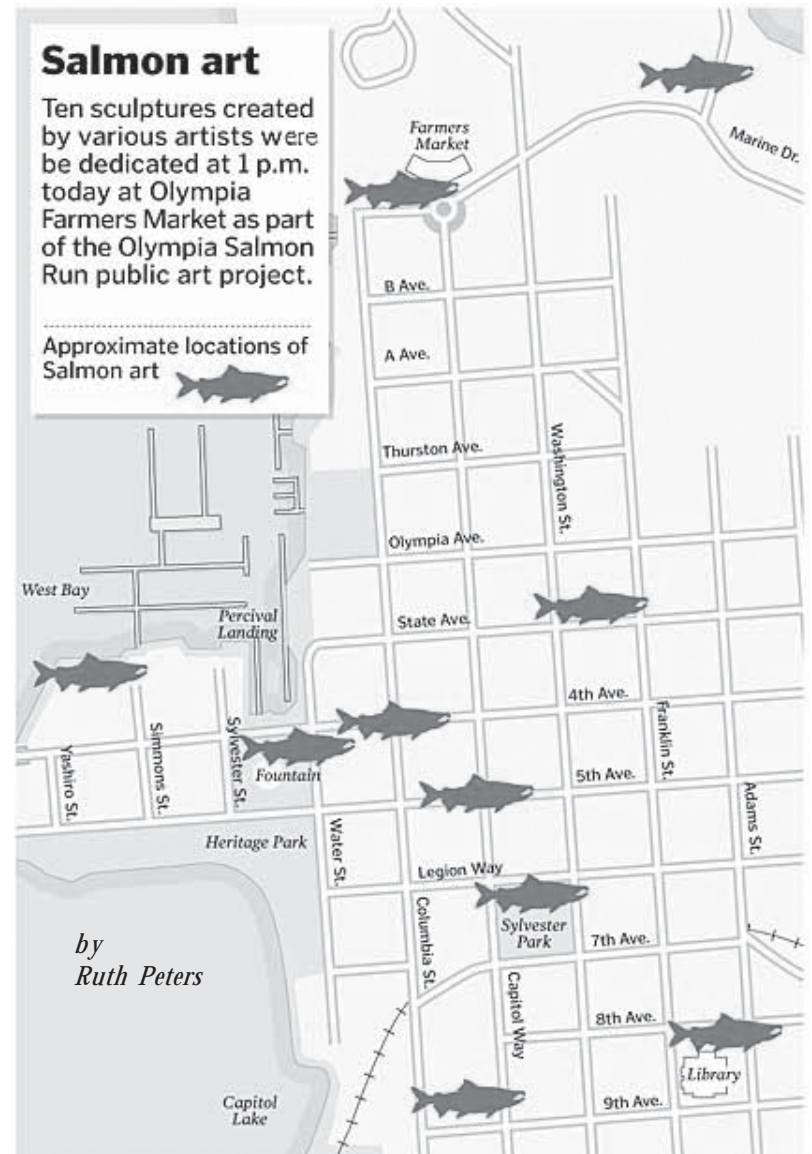 Salmon art
Ten sculptures created
by various artists were
be dedicated at 1 p.m.
today at Olympia
Farmers Market as part
of the Olympia Salmon
Run public art project.
Approximate locations of
Salmon art
Farmers
Market
Marine Dr.
B Ave.
A Ave.
Thurston Ave.
Washington St.
Olympia Ave.
West Bay
Percival
Landing
State Ave.
4th Ave.
Yashiro St.
Simmons St.
Sylvester St.
Fountain
Franklin St.
5th Ave.
Adams St.
Heritage Park
Water St.
Legion Way
Columbia St.
Sylvester
Park
7th Ave.
by
Ruth Peters
Capitol Way
8th Ave.
Library
Capitol
Lake
9th Ave.